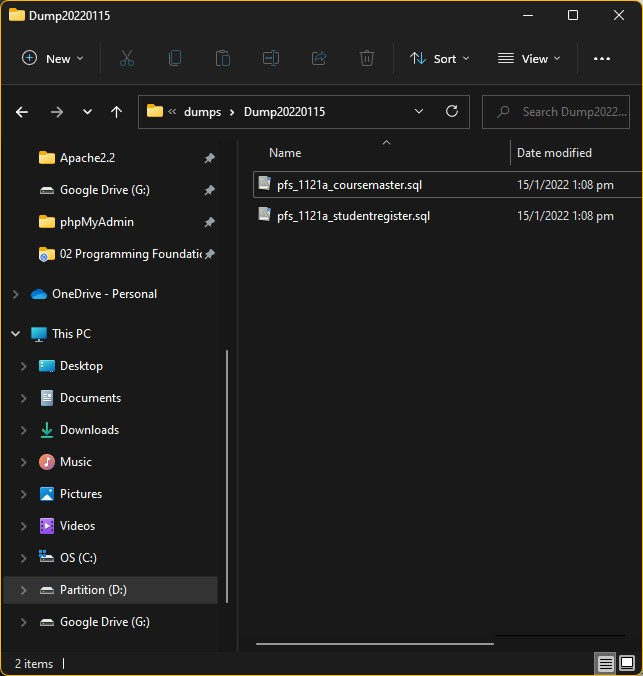 Dump20220115
New
Sort
View
dumps
Dump20220115
Search Dump2022...
Apache2.2
Google Drive (G:)
phpMyAdmin
02 Programming Foundatic
OneDrive - Personal
This PC
Desktop
Documents
Downloads
Music
Pictures
Videos
OS (C:)
Partition (D:)
Google Drive (G:)
Name Date modified
pfs_1121a_coursemaster.sql 15/1/2022 1:08 pm
pfs_1121a_studentregister.sql 15/1/2022 1:08 pm
2 items